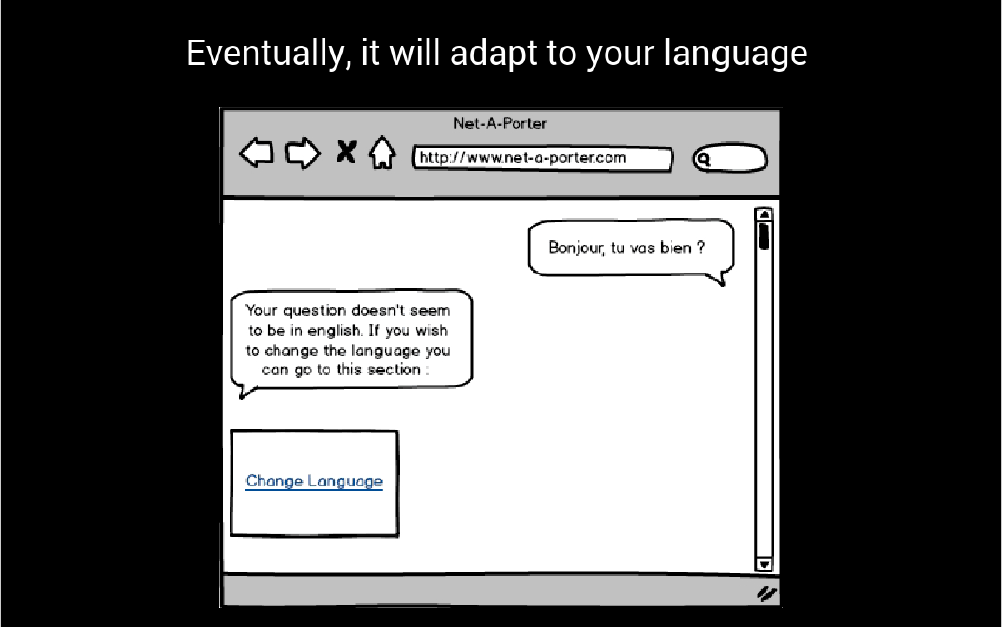 Eventually, it will adapt to your language
Net-A-Porter
http://www.net-a-porter.com
Bonjour, tu vas bien ?
Your question doesn't seem
to be in english. If you wish
to change the language you
can go to this section :
Change Language